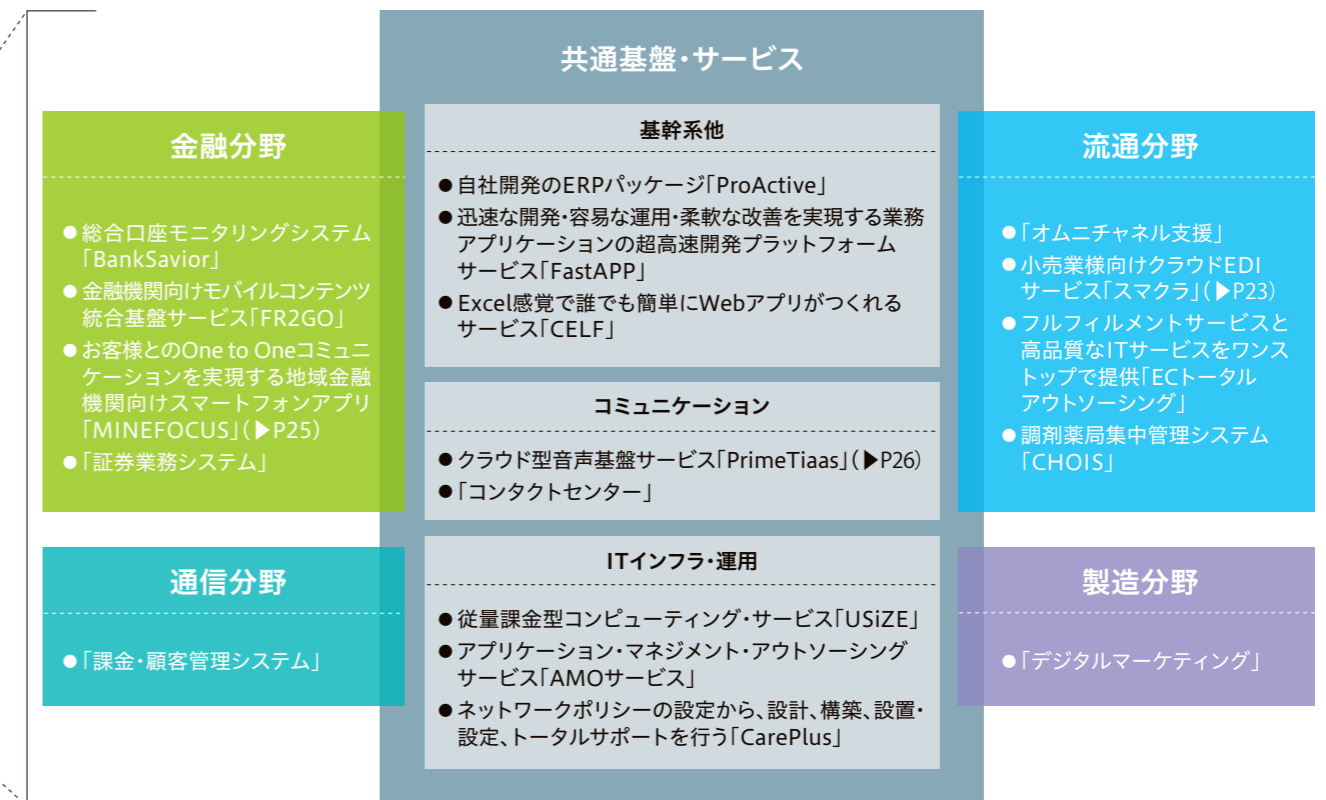 共通基盤・サービス
金融分野
●総合口座モニタリングシステム
「BankSavior」
●金融機関向けモバイルコンテンツ
統合基盤サービス「FR2GO」
●お客様とのOne to Oneコミュニ
ケーションを実現する地域金融
機関向けスマートフォンアプリ
「MINEFOCUS」(▶P25)
●「証券業務システム」
通信分野
●「課金・顧客管理システム」
基幹系他
●自社開発のERPパッケージ「ProActive」
●迅速な開発・容易な運用・柔軟な改善を実現する業務
アプリケーションの超高速開発プラットフォーム
サービス「FastAPP」
●Excel感覚で誰でも簡単にWebアプリがつくれる
サービス「CELF」
コミュニケーション
●クラウド型音声基盤サービス「PrimeTiaas」(▶P26)
●「コンタクトセンター」
ITインフラ・運用
●従量課金型コンピューティング・サービス「USiZE」
●アプリケーション・マネジメント・アウトソーシング
サービス「AMOサービス」
●ネットワークポリシーの設定から、設計、構築、設置・
設定、トータルサポートを行う「CarePlus」
流通分野
●「オムニチャネル支援」
●小売業様向けクラウドEDI
サービス「スマクラ」(▶P23)
●フルフィルメントサービスと
高品質なITサービスをワンス
トップで提供「ECトータル
アウトソーシング」
●調剤薬局集中管理システム
「CHOIS」
製造分野
●「デジタルマーケティング」